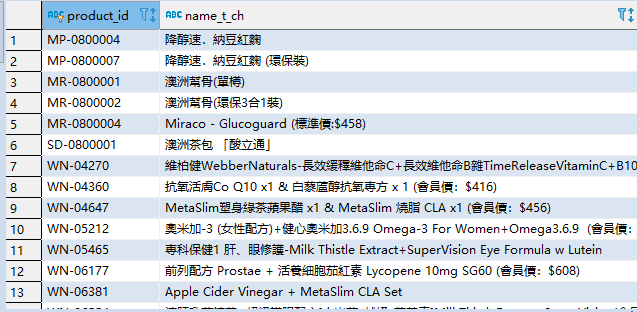 product_id name_t_ch
1 MP-0800004 降醇速．納豆紅麴
2 MP-0800007 降醇速．納豆紅麴 (環保裝)
3 MR-0800001 澳洲幫骨(單樽)
4 MR-0800002 澳洲幫骨(環保3合1裝)
5 MR-0800004 Miraco - Glucoguard (標準價:$458)
6 SD-0800001 澳洲茶包 「酸立通」
7 WN-04270 維柏健WebberNaturals-長效緩釋維他命C+長效維他命B雜TimeReleaseVitaminC+B10
8 WN-04360 抗氧活膚Co Q10 x1 & 白藜蘆醇抗氧專方 x 1 (會員價：$416)
9 WN-04647 MetaSlim塑身綠茶蘋果醋 x1 & MetaSlim 燒脂 CLA x1 (會員價：$456)
10 WN-05212 奧米加-3 (女性配方)+健心奧米加3.6.9 Omega-3 For Women+Omega3.6.9 (會員
11 WN-05465 專科保健1 肝、眼修護-Milk Thistle Extract+SuperVision Eye Formula w Lutein
12 WN-06177 前列配方 Prostae + 活養細胞茄紅素 Lycopene 10mg SG60 (會員價：$608)
13 WN-06381 Apple Cider Vinegar + MetaSlim CLA Set